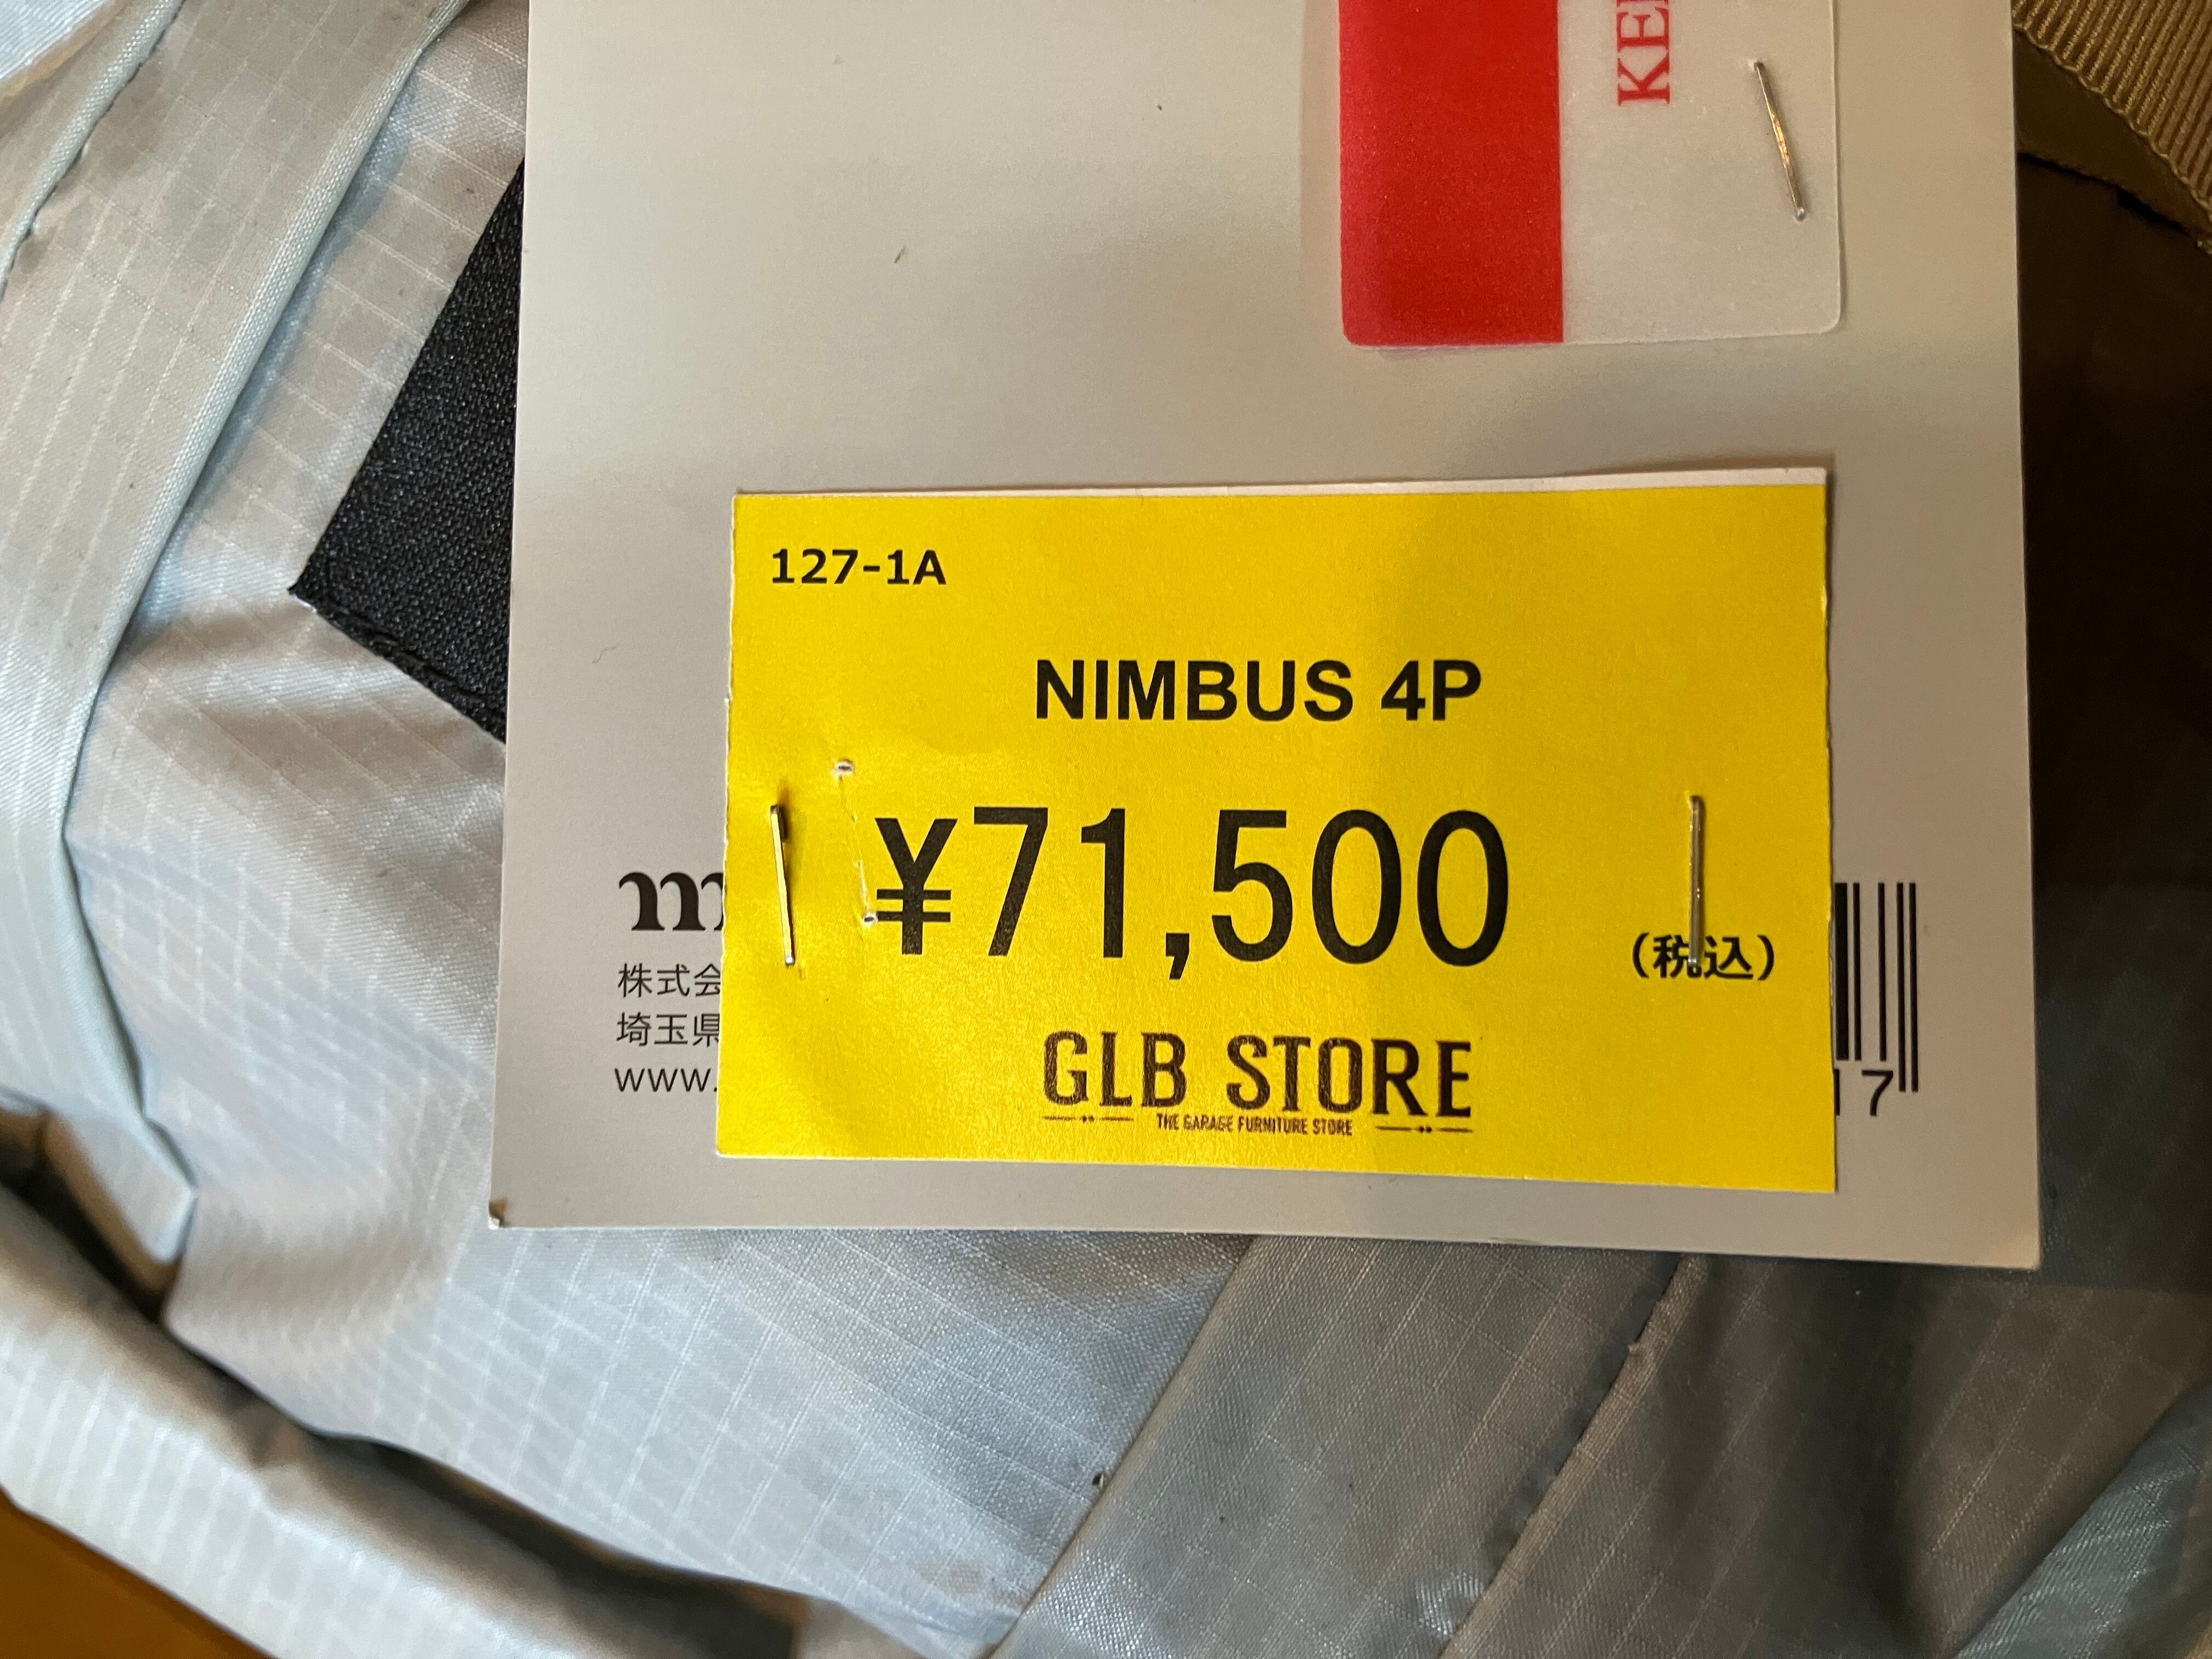 127-1A
NIMBUS 4P
¥71,500
(税込)
GLB STORE
THE GARAGE FURNITURE STORE
株式会
埼玉県
www.
17